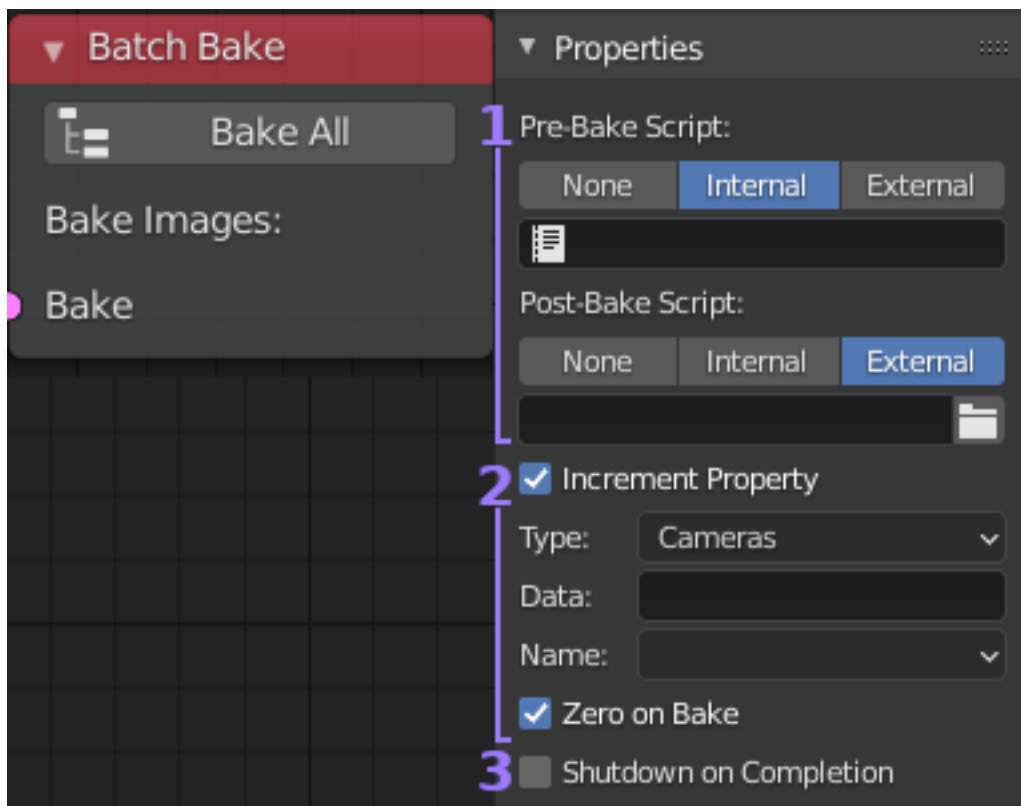 Batch Bake
Bake All
Bake Images:
Bake
Properties
1
Pre-Bake Script:
None Internal External
Post-Bake Script:
None Internal External
2
Increment Property
Type: Cameras
Data:
Name:
Zero on Bake
3
Shutdown on Completion